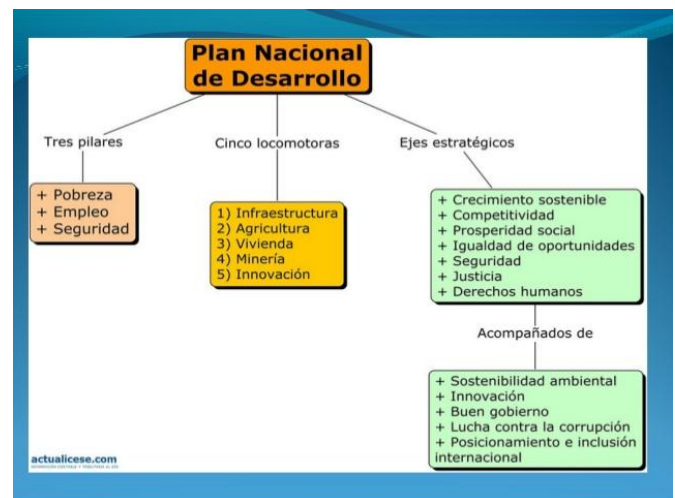 Plan Nacional
de Desarrollo
Tres pilares
Cinco locomotoras
Ejes estratégicos
+ Pobreza
+ Empleo
+ Seguridad
1) Infraestructura
2) Agricultura
3) Vivienda
4) Minería
5) Innovación
+ Crecimiento sostenible
+ Competitividad
+ Prosperidad social
+ Igualdad de oportunidades
+ Seguridad
+ Justicia
+ Derechos humanos
Acompañados de
+ Sostenibilidad ambiental
+ Innovación
+ Buen gobierno
+ Lucha contra la corrupción
+ Posicionamiento e inclusión
internacional
actualicese.com